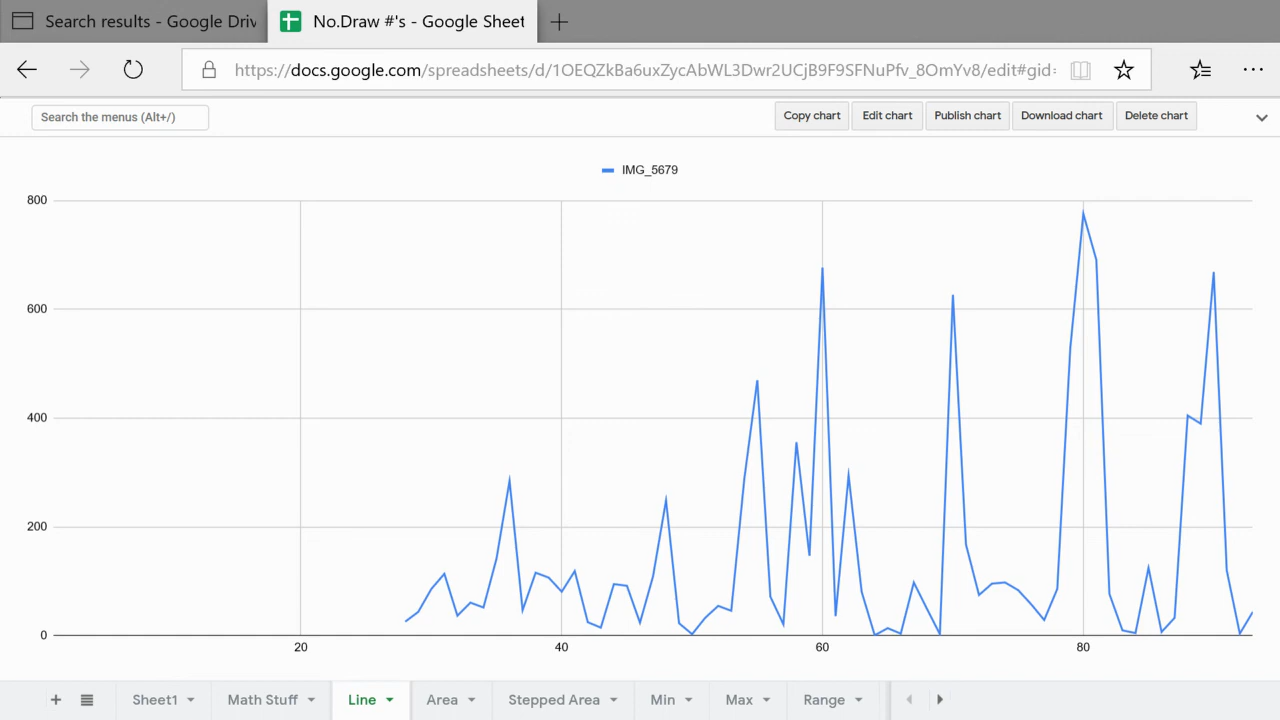 Search results - Google Driv
No.Draw #'s - Google Sheet
https://docs.google.com/spreadsheets/d/1OEQZkBa6uxZycAbWL3Dwr2UCjB9F9SFNuPfv_8OmYv8/edit#gid=
Search the menus (Alt+/)
Copy chart
Edit chart
Publish chart
Download chart
Delete chart
IMG_5679
800
600
400
200
0
20
40
60
80
Sheet1
Math Stuff
Line
Area
Stepped Area
Min
Max
Range